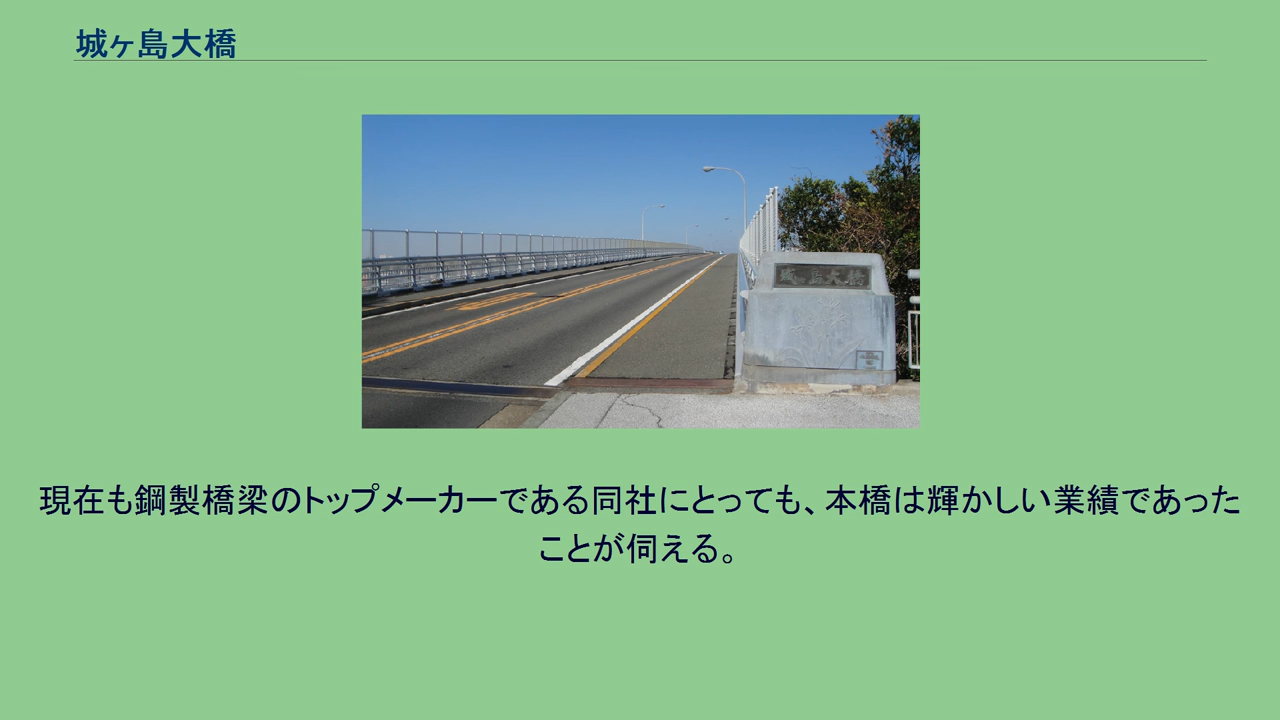 城ヶ島大橋
城ヶ島大橋
現在も鋼製橋梁のトップメーカーである同社にとっても、本橋は輝かしい業績であった
ことが伺える。